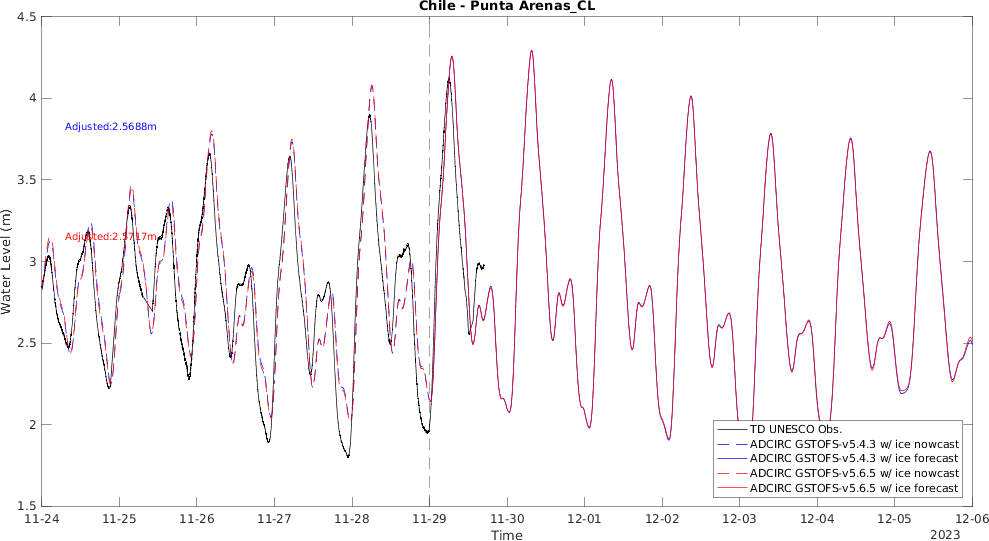 Chile - Punta Arenas_CL
4.5
4
3.5
3
2.5
2
1.5
Water Level (m)
Adjusted:2.5688m
Adjusted:2.5717m
TD UNESCO Obs.
ADCIRC GSTOFS-v5.4.3 w/ ice nowcast
ADCIRC GSTOFS-v5.4.3 w/ ice forecast
ADCIRC GSTOFS-v5.6.5 w/ ice nowcast
ADCIRC GSTOFS-v5.6.5 w/ ice forecast
11-24 11-25 11-26 11-27 11-28 11-29 11-30 12-01 12-02 12-03 12-04 12-05 12-06
Time
2023